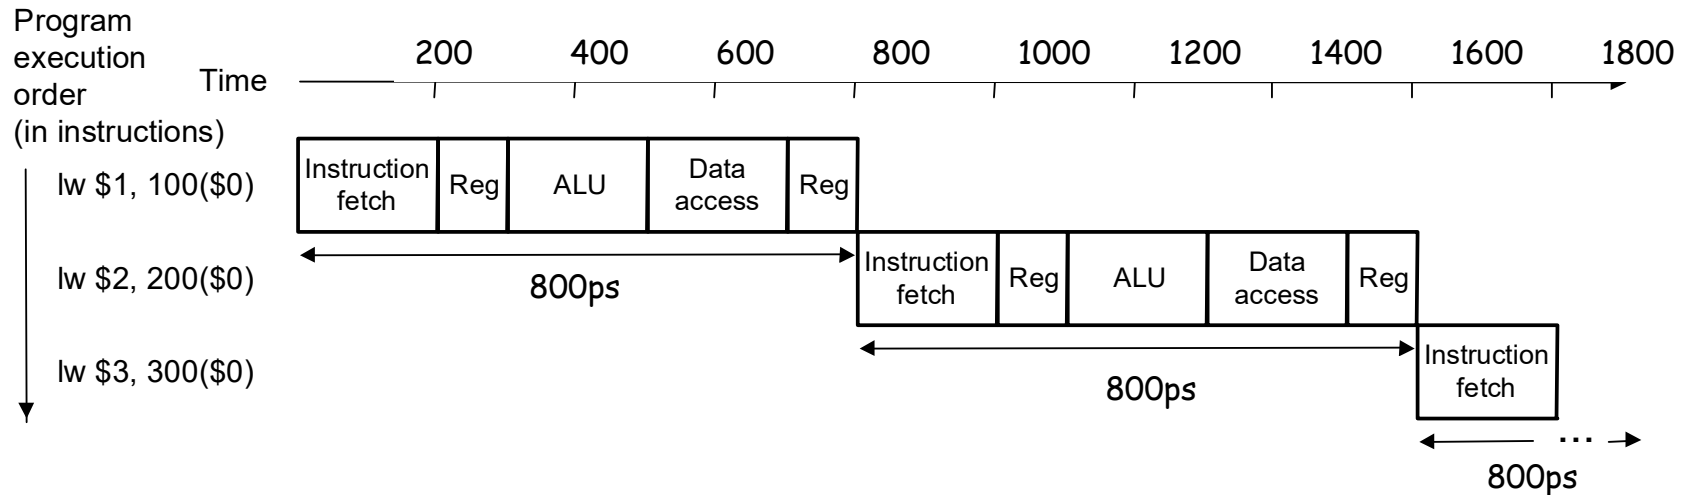 Program
execution
order
(in instructions)
Time
200 400 600 800 1000 1200 1400 1600 1800
lw $1, 100($0)
Instruction
fetch
Reg
ALU
Data
access
Reg
800ps
lw $2, 200($0)
Instruction
fetch
Reg
ALU
Data
access
Reg
800ps
lw $3, 300($0)
Instruction
fetch
...
800ps